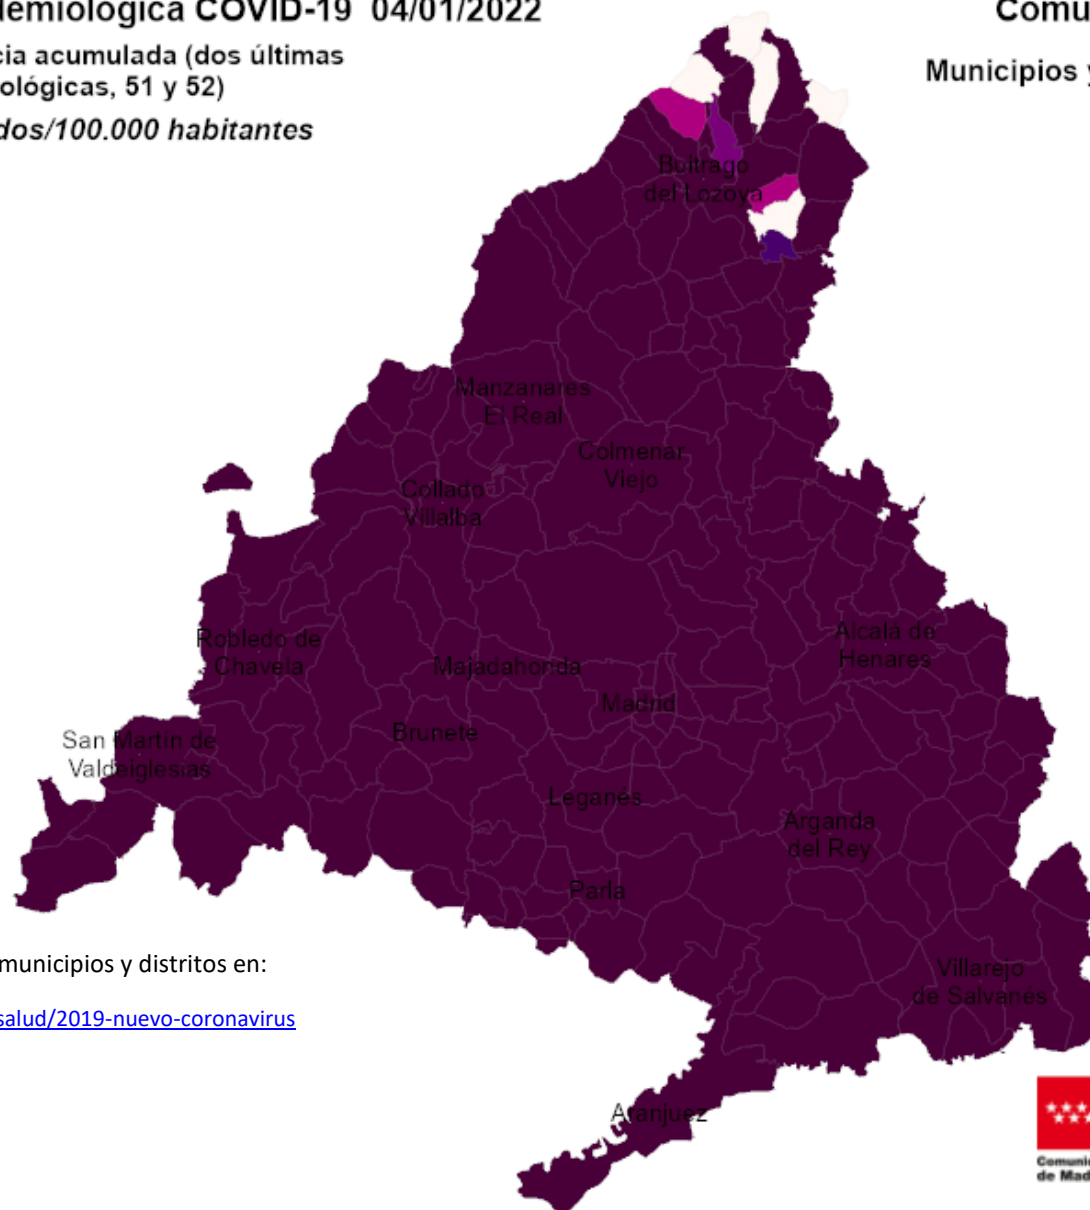 demiológica COVID-19 04/01/2022
cia acumulada (dos últimas
ológicas, 51 y 52)
dos/100.000 habitantes
Comu
Municipios y
Buitrago
del Lozoya
Manzanares
El Real
Colmenar
Viejo
Collado
Villalba
Robledo de
Chavela
Majadahonda
Alcalá de
Henares
Madrid
Brunete
San Martín de
Valdeiglesias
Leganés
Arganda
del Rey
Parla
municipios y distritos en:
Villarejo
de Salvanés
salud/2019-nuevo-coronavirus
Aranjuez
Comuni
de Mad